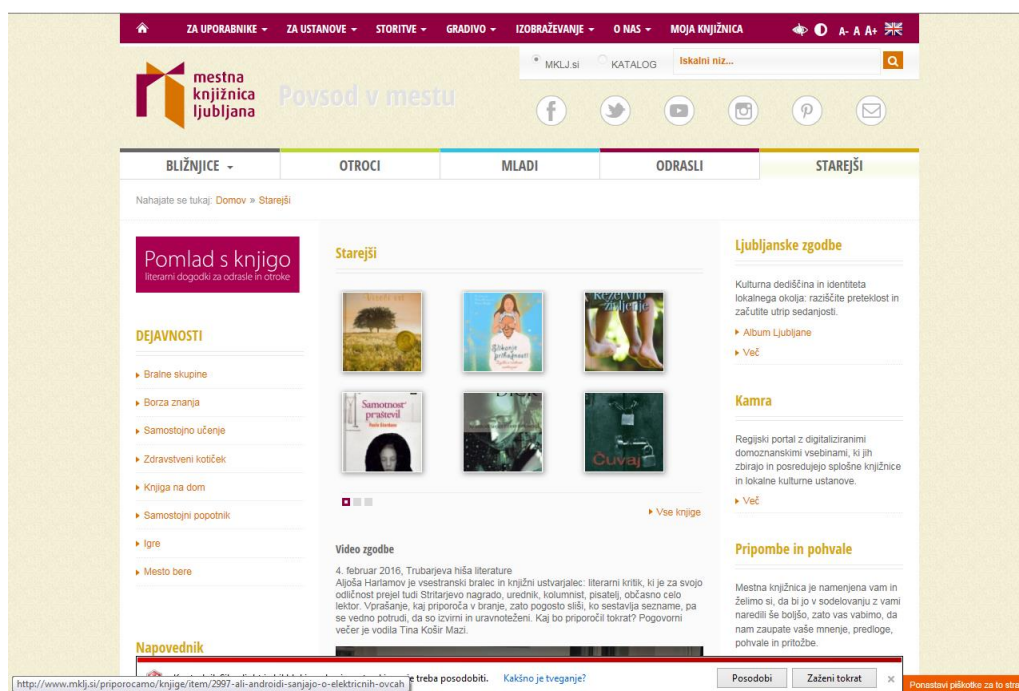 ZA UPORABNIKE
ZA USTANOVE
STORITVE
GRADIVO
IZOBRAŽEVANJE
O NAS
MOJA KNJIŽNICA
A- A A+
mestna
knjižnica
ljubljana
Povsod v mestu
MKLJ.si
KATALOG
Iskalni niz...
BLIŽNJICE
OTROCI
MLADI
ODRASLI
STAREJŠI
Nahajate se tukaj: Domov » Starejši
Pomlad s knjigo
literarni dogodki za odrasle in otroke
DEJAVNOSTI
Bralne skupine
Borza znanja
Samostojno učenje
Zdravstveni kotiček
Knjiga na dom
Samostojni popotnik
Igre
Mesto bere
Napovednik
Starejši
Rezervno
življenje
Samotnost
praštevil
Paolo Giordano
Čuvaj
Vse knjige
Video zgodbe
4. februar 2016, Trubarjeva hiša literature
Aljoša Harlamov je vsestranski bralec in knjižni ustvarjalec: literarni kritik, ki je za svojo
odličnost prejel tudi Stritarjevo nagrado, urednik, kolumnist, pisatelj, občasno celo
lektor. Vprašanje, kaj priporoča v branje, zato pogosto sliši, ko sestavlja sezname, pa
se vedno potrudi, da so izvirni in uravnoteženi. Kaj bo priporočil tokrat? Pogovorni
večer je vodila Tina Košir Mazi.
Ljubljanske zgodbe
Kulturna dediščina in identiteta
lokalnega okolja: raziščite preteklost in
začutite utrip sedanjosti.
Album Ljubljane
Več
Kamra
Regijski portal z digitaliziranimi
domoznanskimi vsebinami, ki jih
zbirajo in posredujejo splošne knjižnice
in lokalne kulturne ustanove.
Več
Pripombe in pohvale
Mestna knjižnica je namenjena vam in
želimo si, da bi jo v sodelovanju z vami
naredili še boljšo, zato vas vabimo, da
nam zaupate vaše mnenje, predloge,
pohvale in pritožbe.
je treba posodobiti. Kakšno je tveganje?
Posodobi
Zaženi tokrat
http://www.mklj.si/priporocamo/knjige/item/2997-ali-androidi-sanjajo-o-elektricnih-ovcah
Ponastavi piškotke za to stra